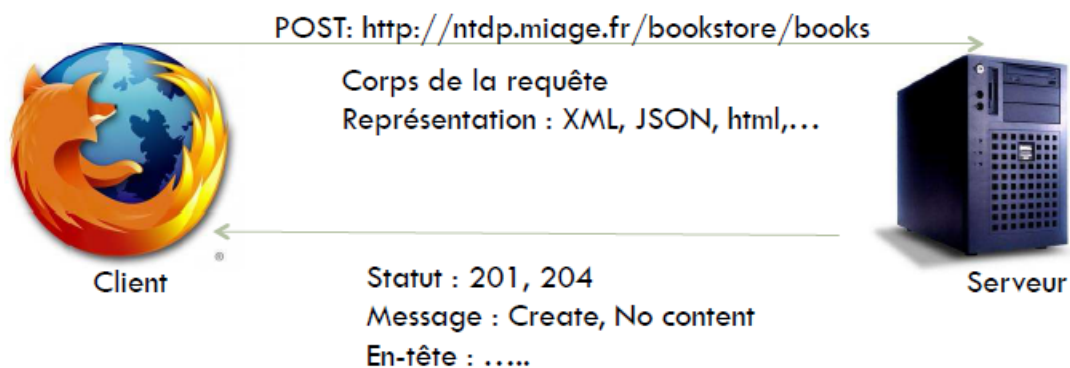 POST: http://ntdp.miage.fr/bookstore/books
Corps de la requête
Représentation : XML, JSON, html,...
®
Client
Serveur
Statut : 201, 204
Message : Create, No content
En-tête : .....